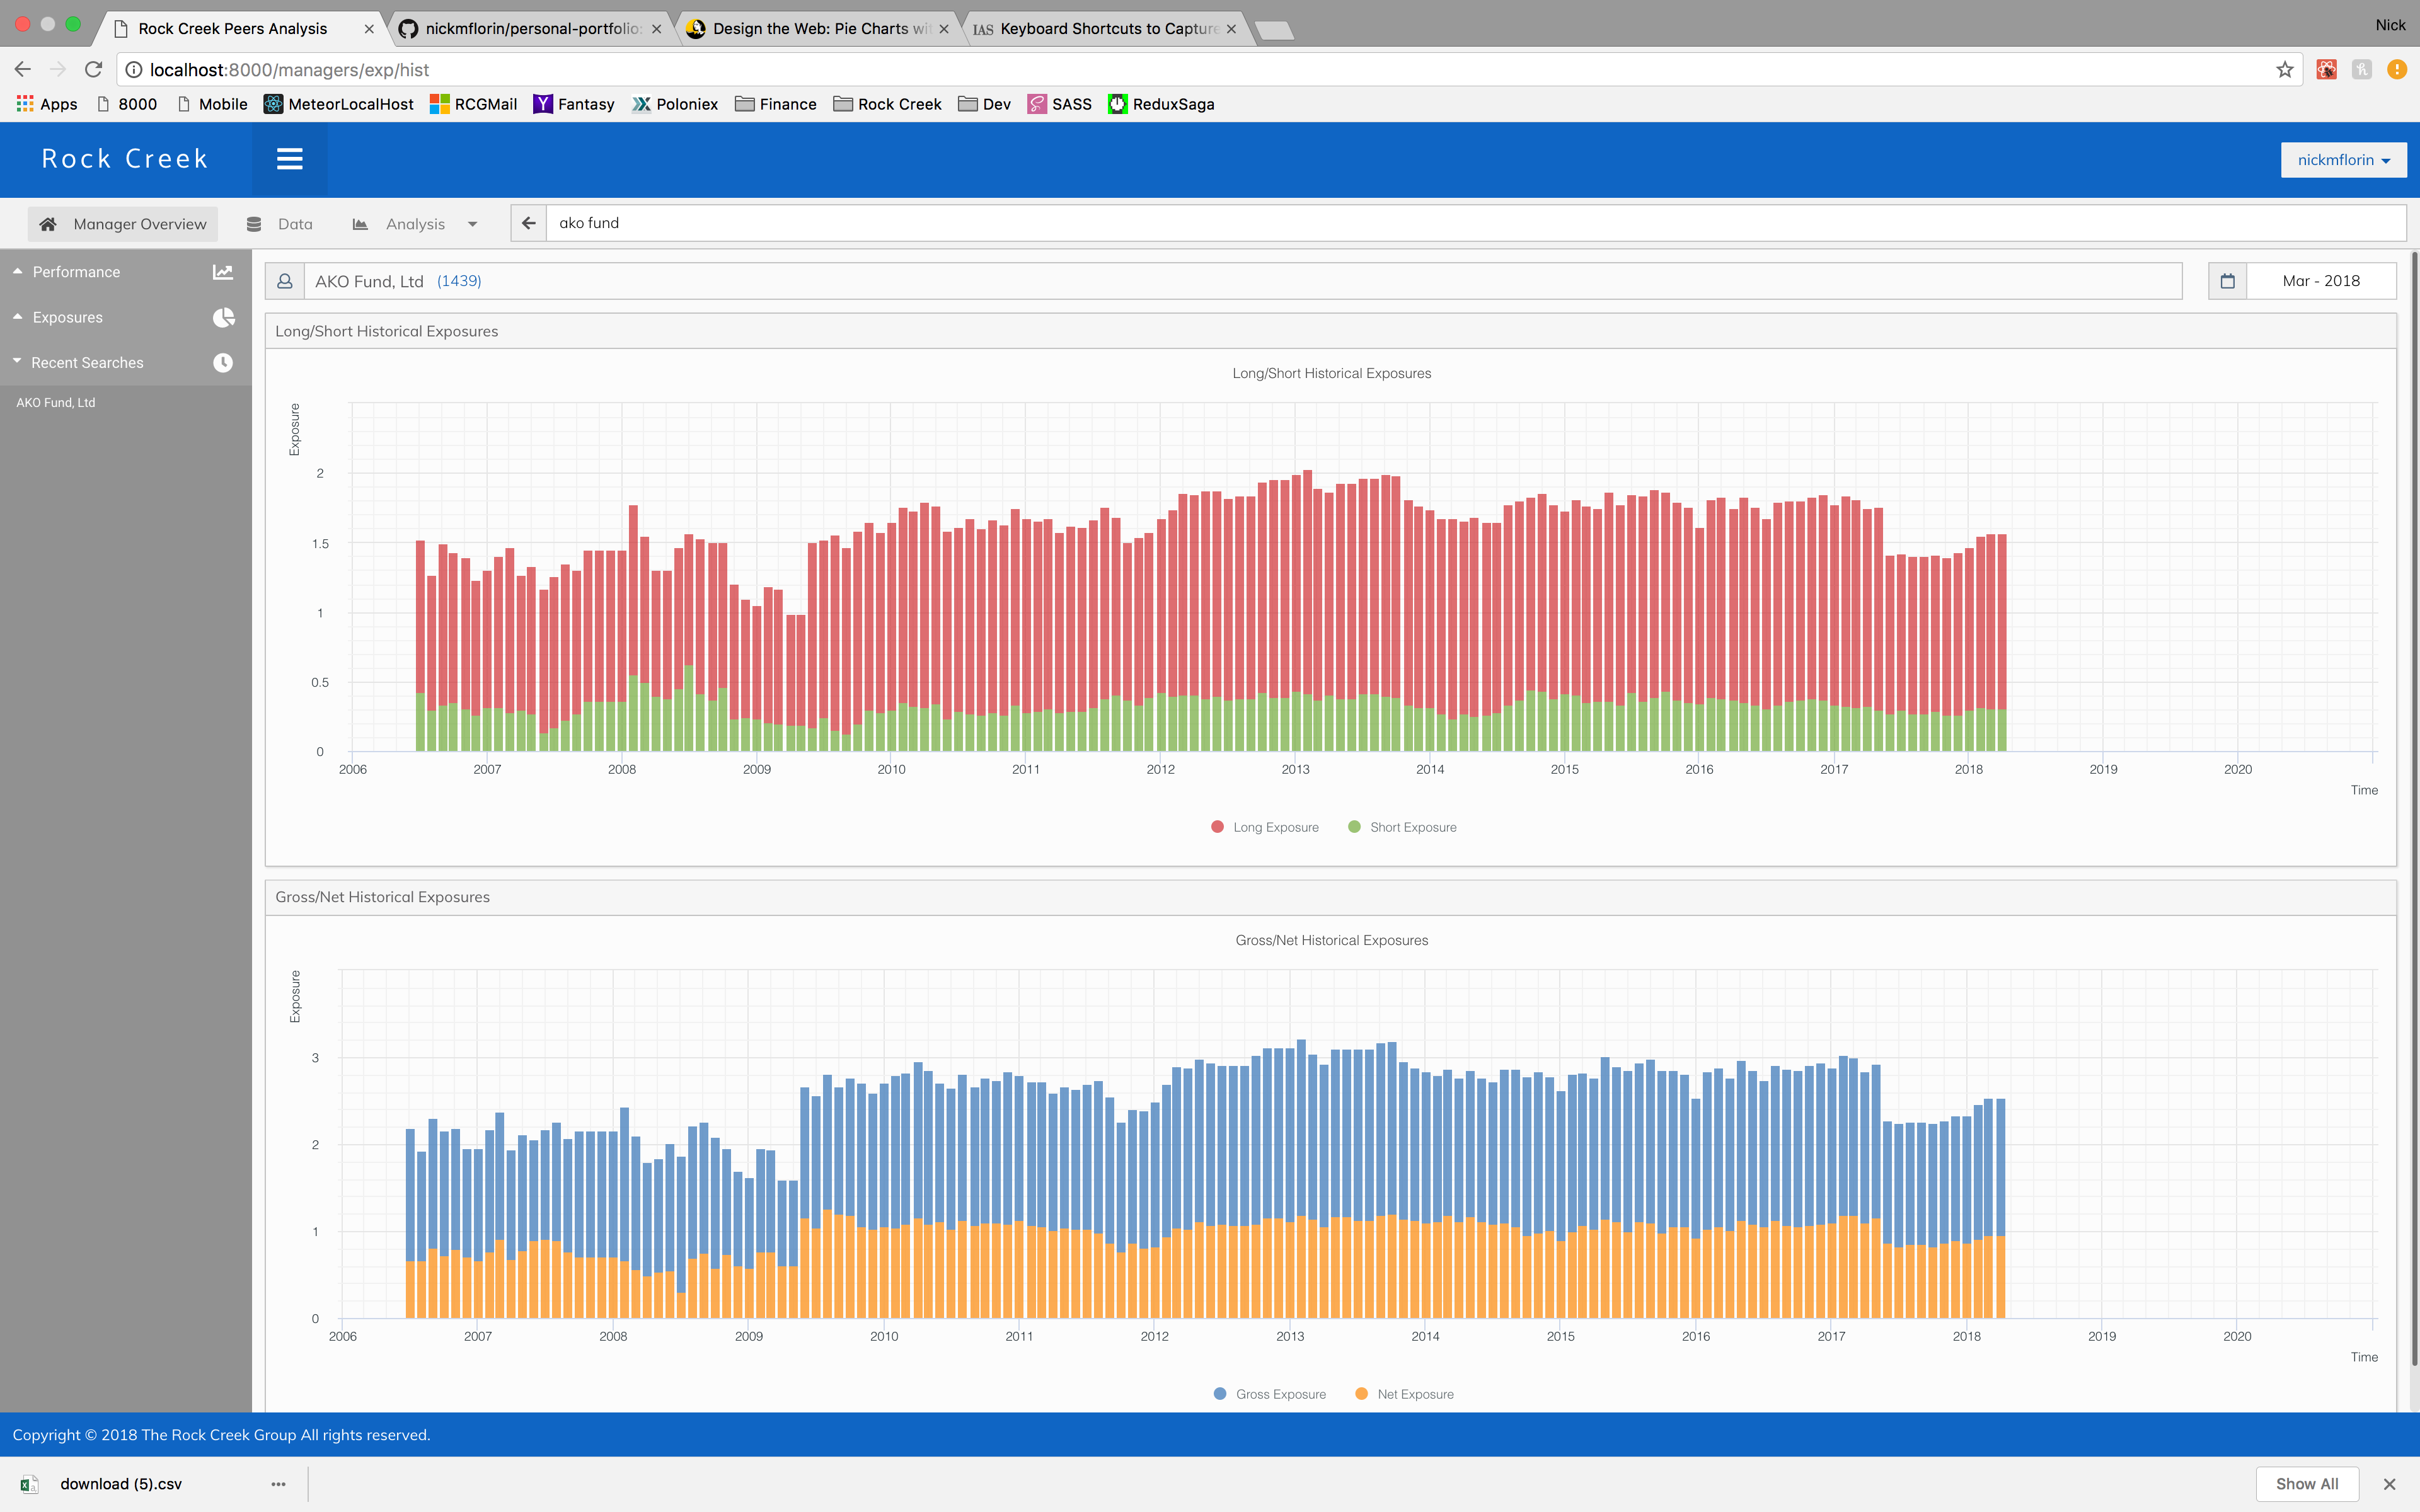 Rock Creek Peers Analysis
nickmflorin/personal-portfolio:
Design the Web: Pie Charts wit
IAS Keyboard Shortcuts to Capture
Nick
localhost:8000/managers/exp/hist
Apps 8000 Mobile MeteorLocalHost RCGMail Fantasy Poloniex Finance Rock Creek Dev SASS ReduxSaga
Rock Creek
nickmflorin
Manager Overview Data Analysis
ako fund
Performance
Exposures
Recent Searches
AKO Fund, Ltd
AKO Fund, Ltd (1439)
Mar - 2018
Long/Short Historical Exposures
Long/Short Historical Exposures
Exposure
2
1.5
1
0.5
0
2006 2007 2008 2009 2010 2011 2012 2013 2014 2015 2016 2017 2018 2019 2020
Time
Long Exposure Short Exposure
Gross/Net Historical Exposures
Gross/Net Historical Exposures
Exposure
3
2
1
0
2006 2007 2008 2009 2010 2011 2012 2013 2014 2015 2016 2017 2018 2019 2020
Time
Gross Exposure Net Exposure
Copyright © 2018 The Rock Creek Group All rights reserved.
download (5).csv
Show All